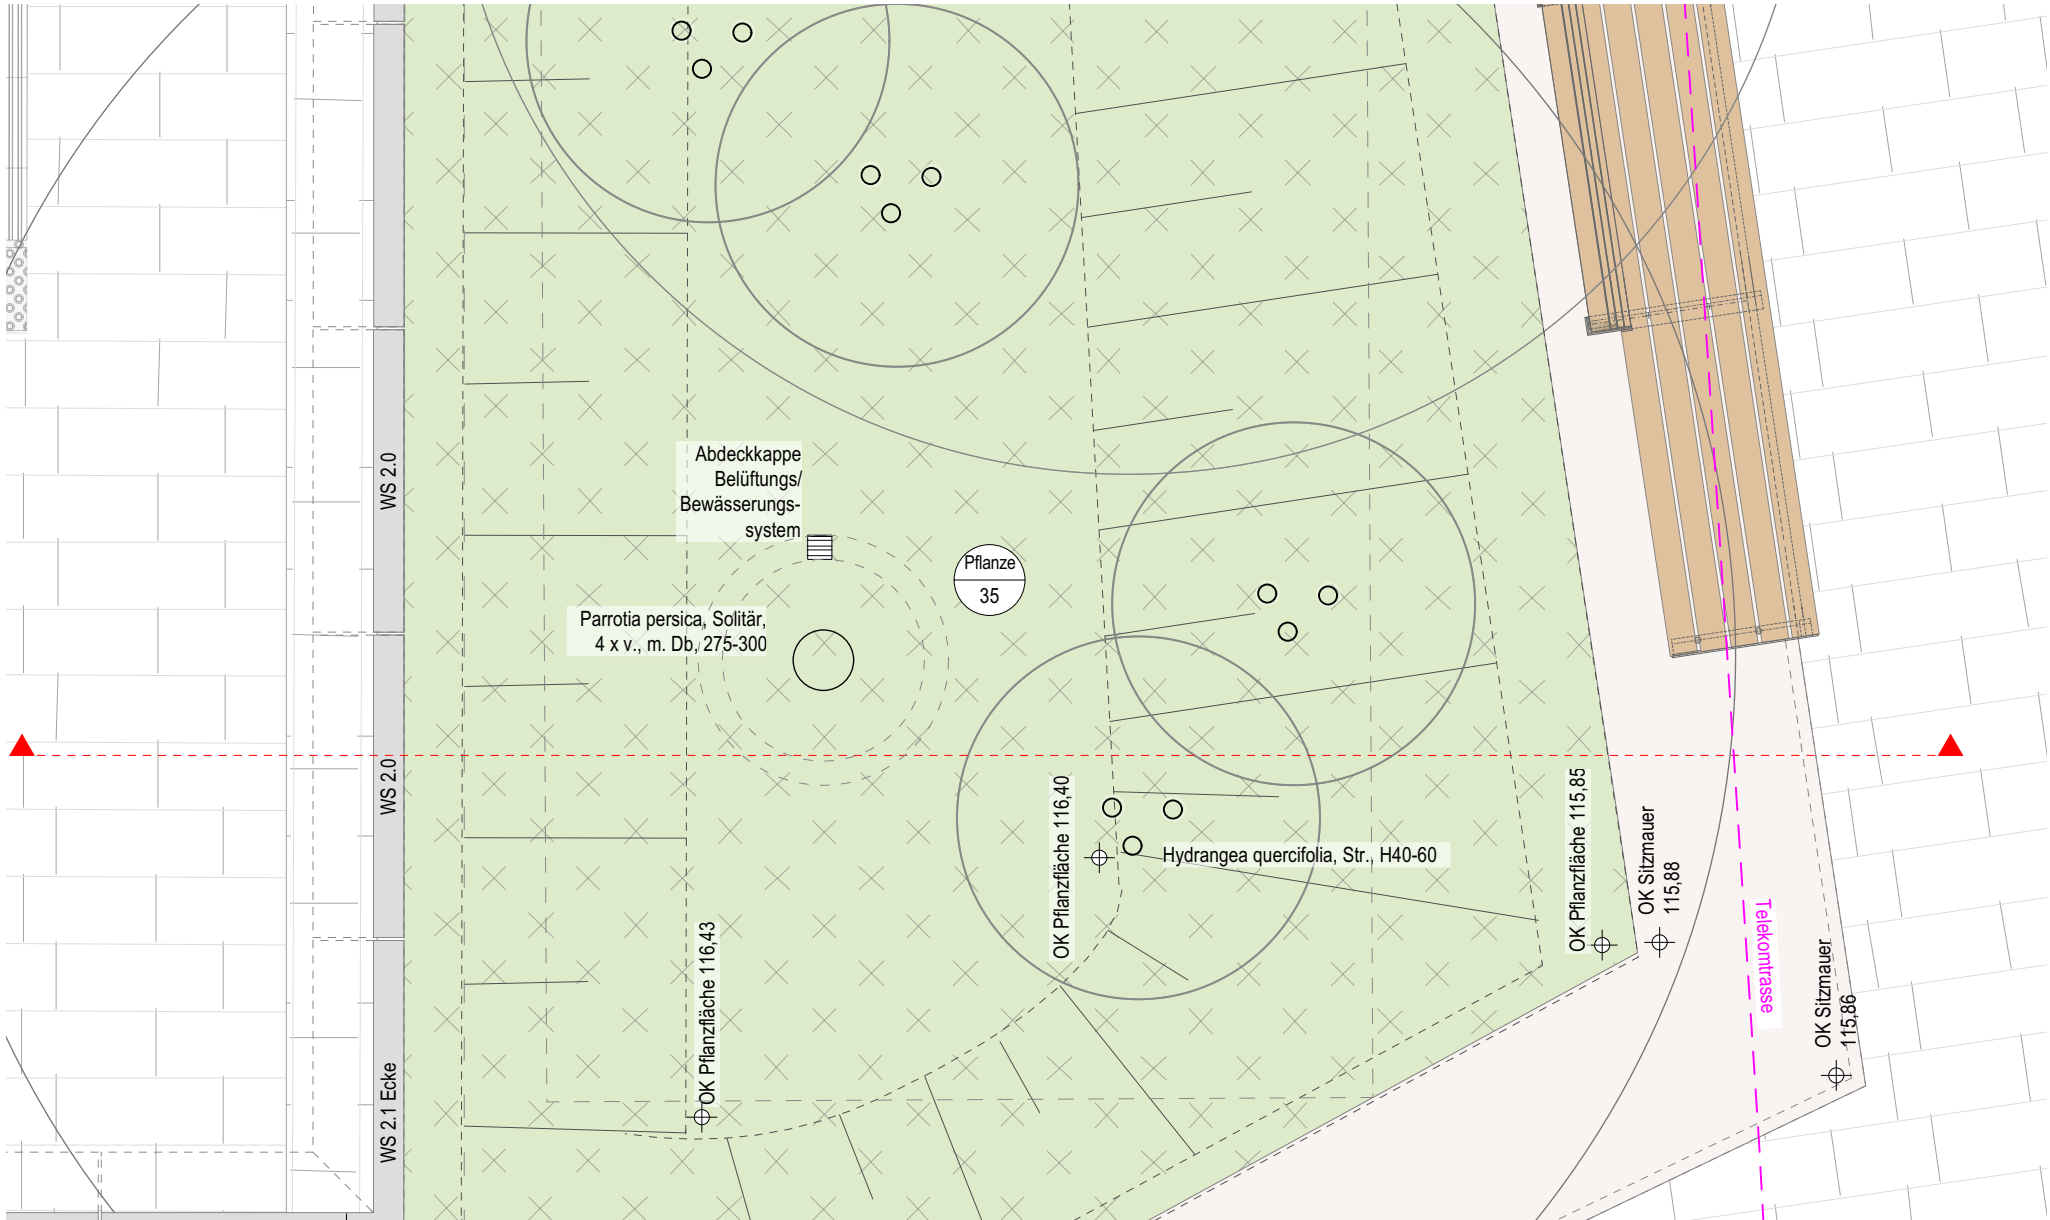 WS 2.0
Abdeckkappe
Belüftungs/
Bewässerungs-
system
Pflanze
35
Parrotia persica, Solitär,
4 x v., m. Db, 275-300
WS 2.0
OK Pflanzfläche 116,40
OK Pflanzfläche 115,85
OK Sitzmauer
115,88
Hydrangea quercifolia, Str., H40-60
Telekomtrasse
OK Pflanzfläche 116,43
OK Sitzmauer
115,86
WS 2.1 Ecke